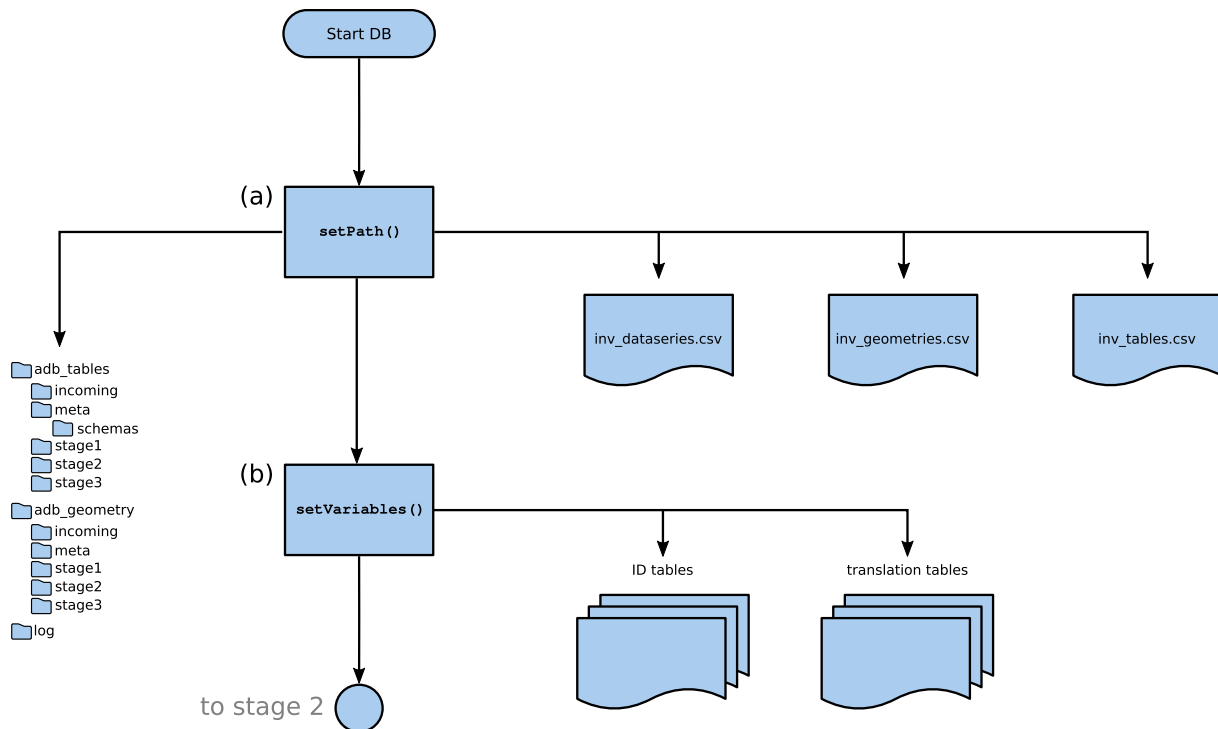 Start DB
(a)
setPath()
inv_dataseries.csv
inv_geometries.csv
inv_tables.csv
adb_tables
incoming
meta
schemas
stage1
stage2
stage3
adb_geometry
incoming
meta
stage1
stage2
stage3
log
(b)
setVariables()
ID tables
translation tables
to stage 2